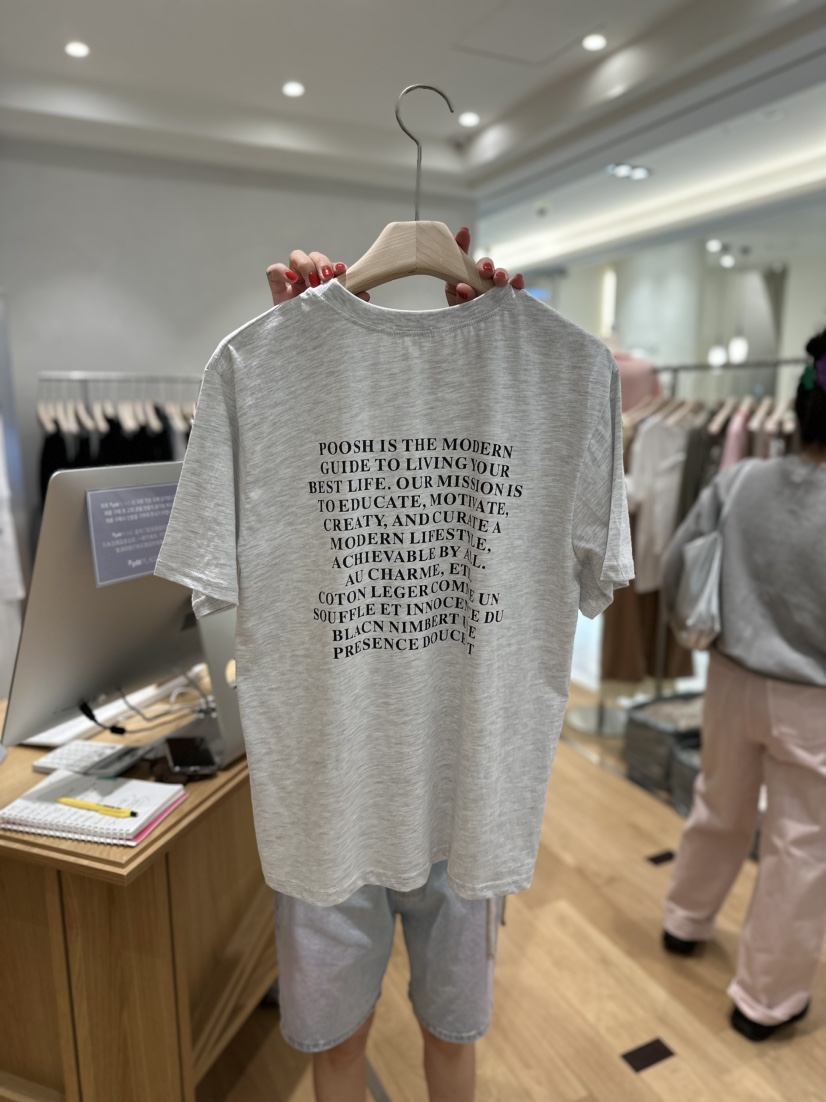 POOSH IS THE MODERN
GUIDE TO LIVING YOUR
BEST LIFE. OUR MISSION IS
TO EDUCATE, MOTIVATE,
CREATY, AND CURATE A
MODERN LIFESTYLE,
ACHIEVABLE BY ALL.
AU CHARME, ET
COTON LEGER COME UN
SOUFFLE ET INNOCENCE DU
BLACN NIMBERT UE
PRESENCE DOUCE